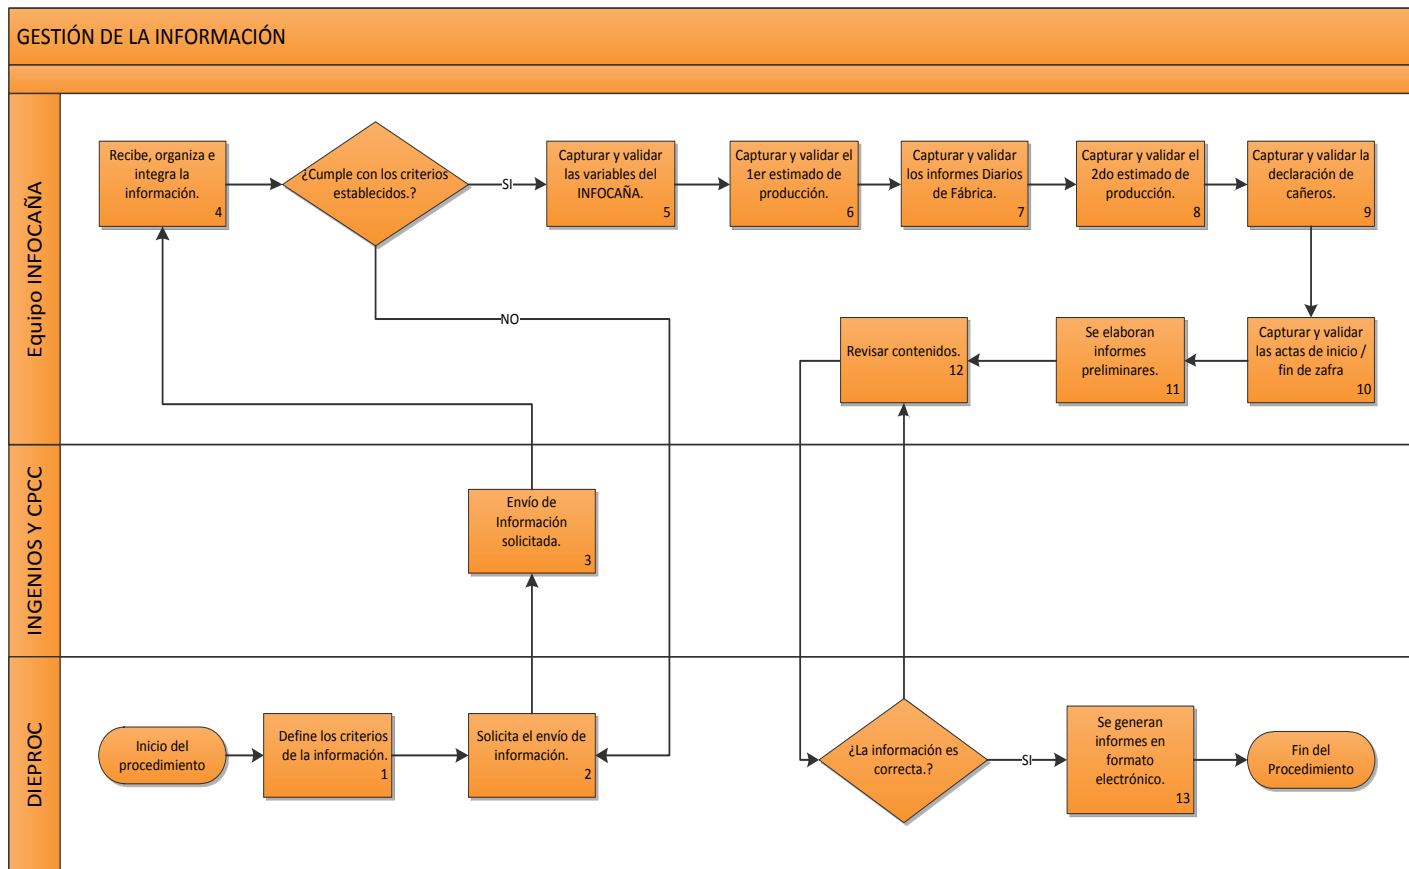 GESTIÓN DE LA INFORMACIÓN
Equipo INFOCAÑA
Recibe, organiza e
integra la
información.
4
¿Cumple con los criterios
establecidos.?
SI
NO
Capturar y validar
las variables del
INFOCAÑA.
5
Capturar y validar el
1er estimado de
producción.
6
Capturar y validar
los informes Diarios
de Fábrica.
7
Capturar y validar el
2do estimado de
producción.
8
Capturar y validar la
declaración de
cañeros.
9
Capturar y validar
las actas de inicio /
fin de zafra
10
Se elaboran
informes
preliminares.
11
Revisar contenidos.
12
INGENIOS Y CPCC
Envío de
Información
solicitada.
3
DIEPROC
Inicio del
procedimiento
Define los criterios
de la información.
1
Solicita el envío de
información.
2
¿La información es
correcta.?
SI
Se generan
informes en
formato
electrónico.
13
Fin del
Procedimiento